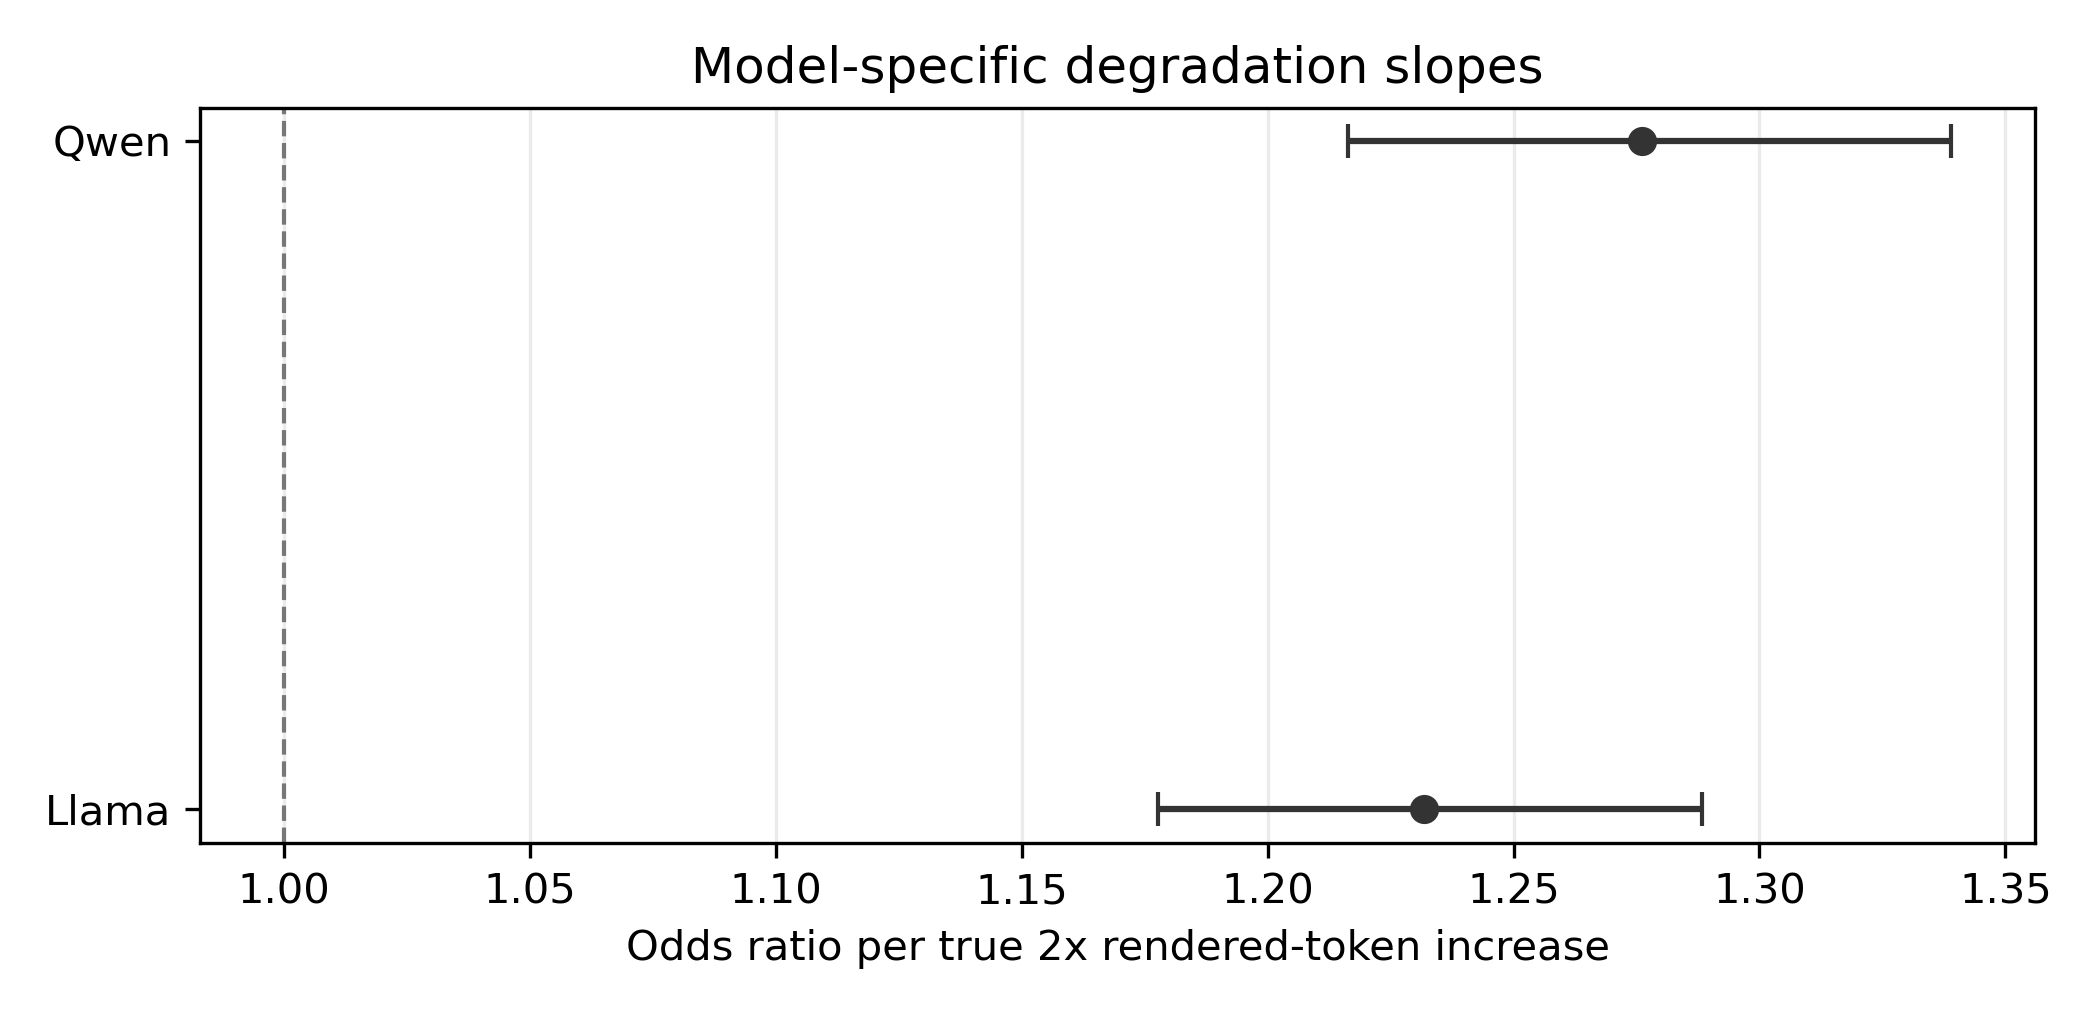 Model-specific degradation slopes
Qwen
Llama
1.00 1.05 1.10 1.15 1.20 1.25 1.30 1.35
Odds ratio per true 2x rendered-token increase